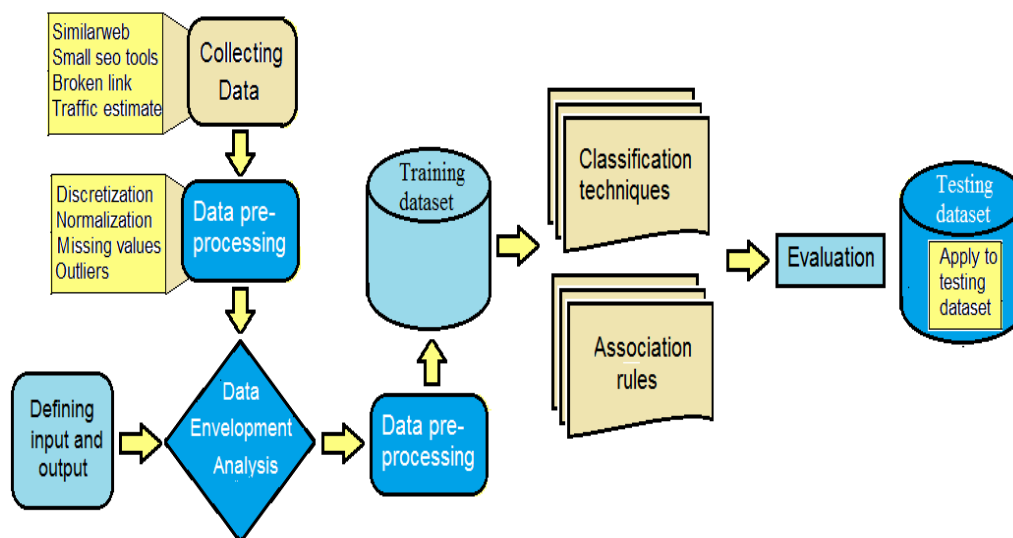 Similarweb
Small seo tools
Broken link
Traffic estimate
Collecting
Data
Discretization
Normalization
Missing values
Outliers
Data pre-
processing
Defining
input and
output
Data
Envelopment
Analysis
Data pre-
processing
Training
dataset
Classification
techniques
Association
rules
Evaluation
Testing
dataset
Apply to
testing
dataset